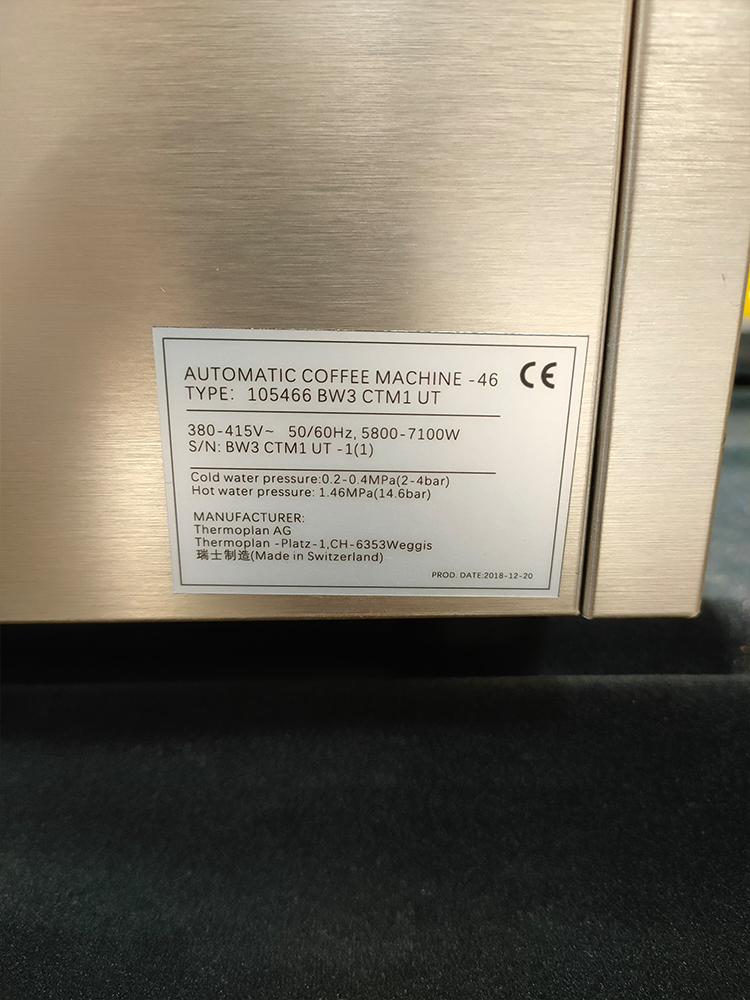 AUTOMATIC COFFEE MACHINE -46 CE
TYPE: 105466 BW3 CTM1 UT
380-415V~ 50/60Hz, 5800-7100W
S/N: BW3 CTM1 UT -1(1)
Cold water pressure:0.2-0.4MPa(2-4bar)
Hot water pressure: 1.46MPa(14.6bar)
MANUFACTURER:
Thermoplan AG
Thermoplan -Platz-1,CH-6353Weggis
瑞士制造(Made in Switzerland)
PROD. DATE:2018-12-20